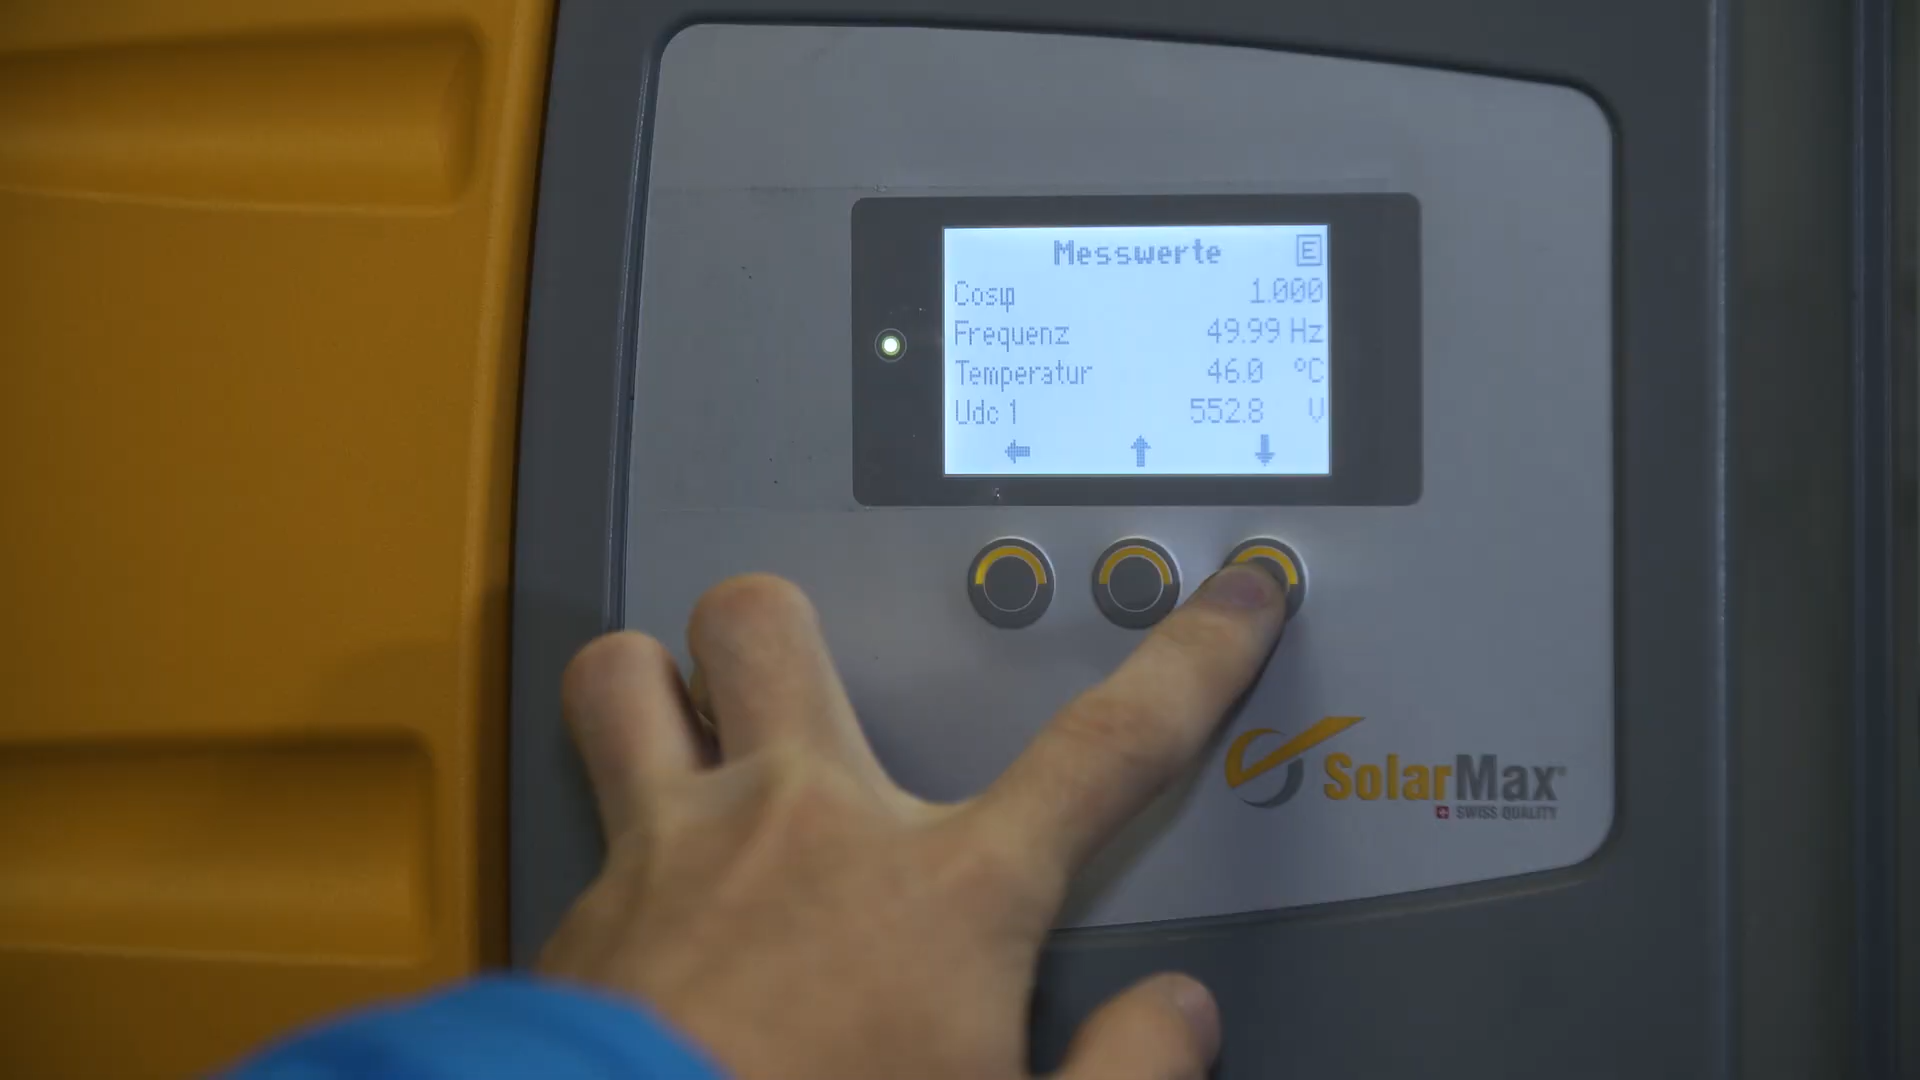 Messwerte E
Cosφ 1.000
Frequenz 49.99 Hz
Temperatur 46.0 °C
Udc 1 552.8 V
← ↑ ↓
SolarMax®
SWISS QUALITY